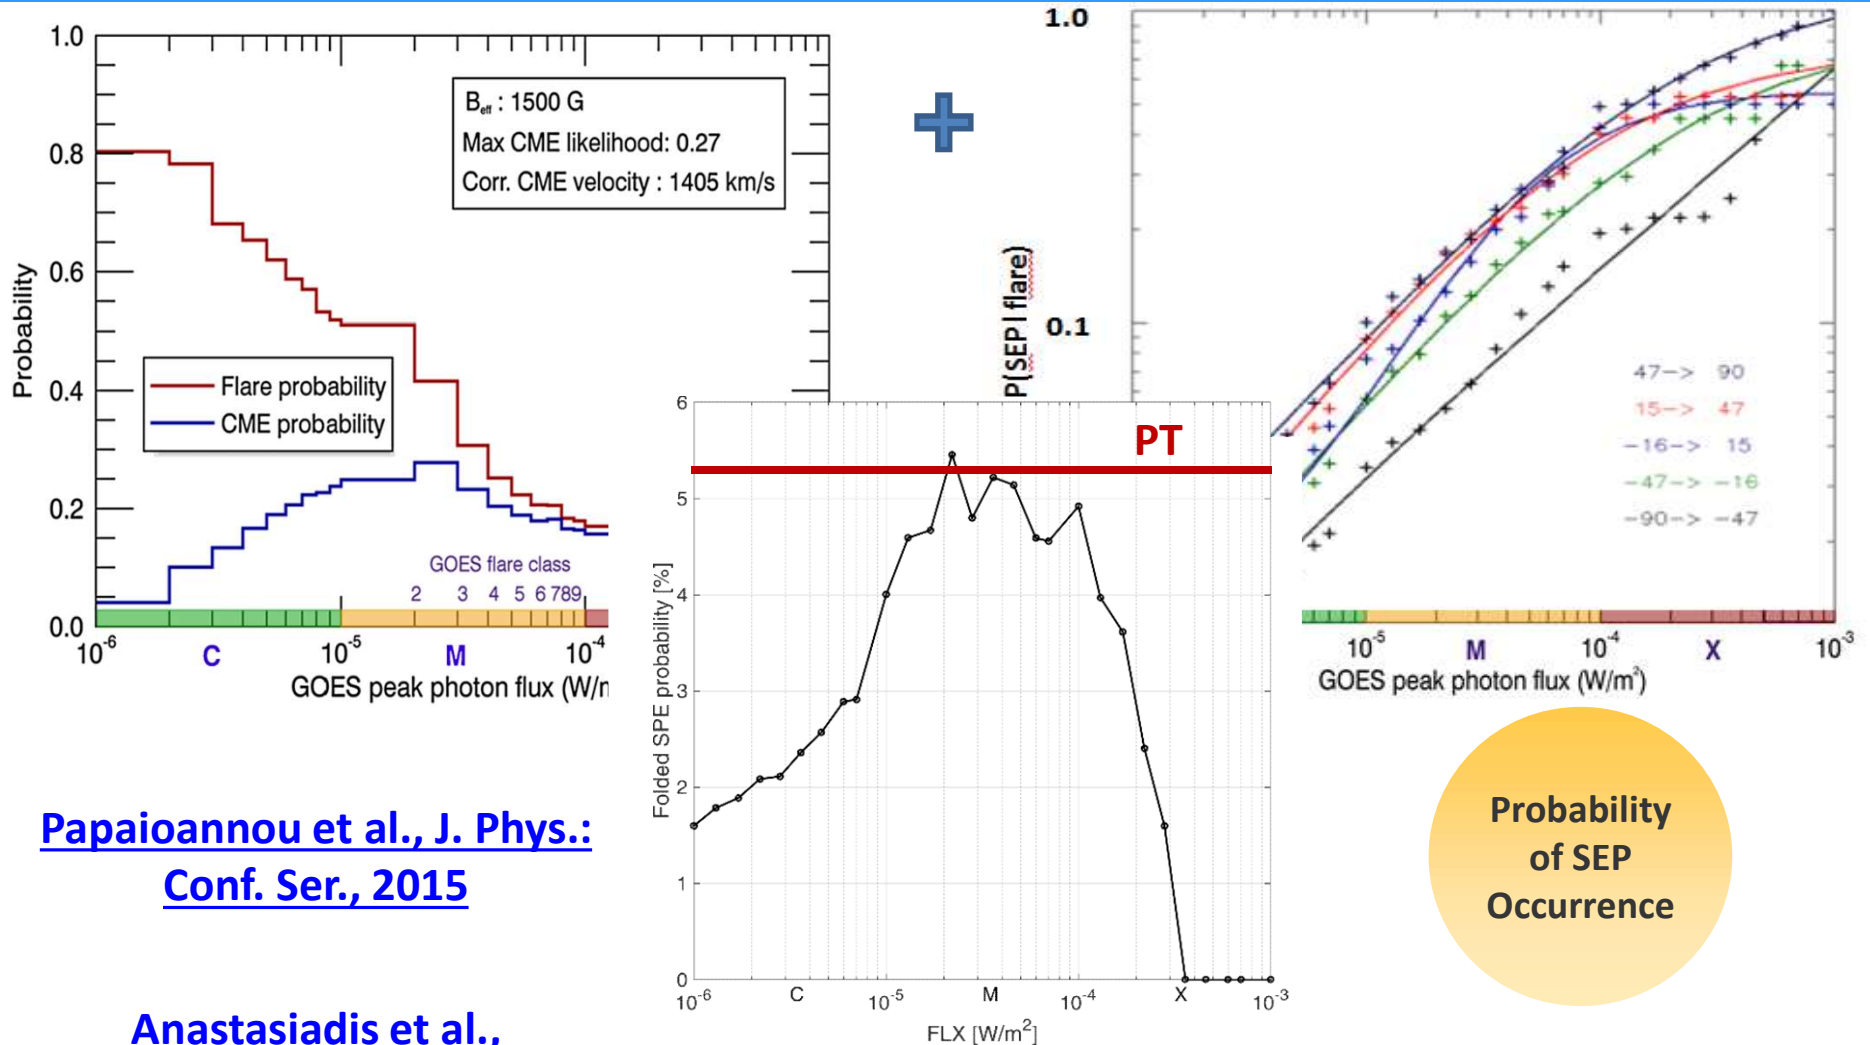 1.0
0.8
0.6
0.4
0.2
0.0
Probability
B_eff : 1500 G
Max CME likelihood: 0.27
Corr. CME velocity : 1405 km/s
Flare probability
CME probability
GOES flare class
2 3 4 5 6 7 8 9
10^-6 C 10^-5 M 10^-4
GOES peak photon flux (W/m
1.0
0.1
P(SEP|flare)
47-> 90
15-> 47
-16-> 15
-47-> -16
-90-> -47
10^-5 M 10^-4 X 10^-3
GOES peak photon flux (W/m²)
PT
6
5
4
3
2
1
0
Folded SPE probability [%]
10^-6 C 10^-5 M 10^-4 X 10^-3
FLX [W/m²]
Papaioannou et al., J. Phys.:
Conf. Ser., 2015
Anastasiadis et al.,
Probability
of SEP
Occurrence